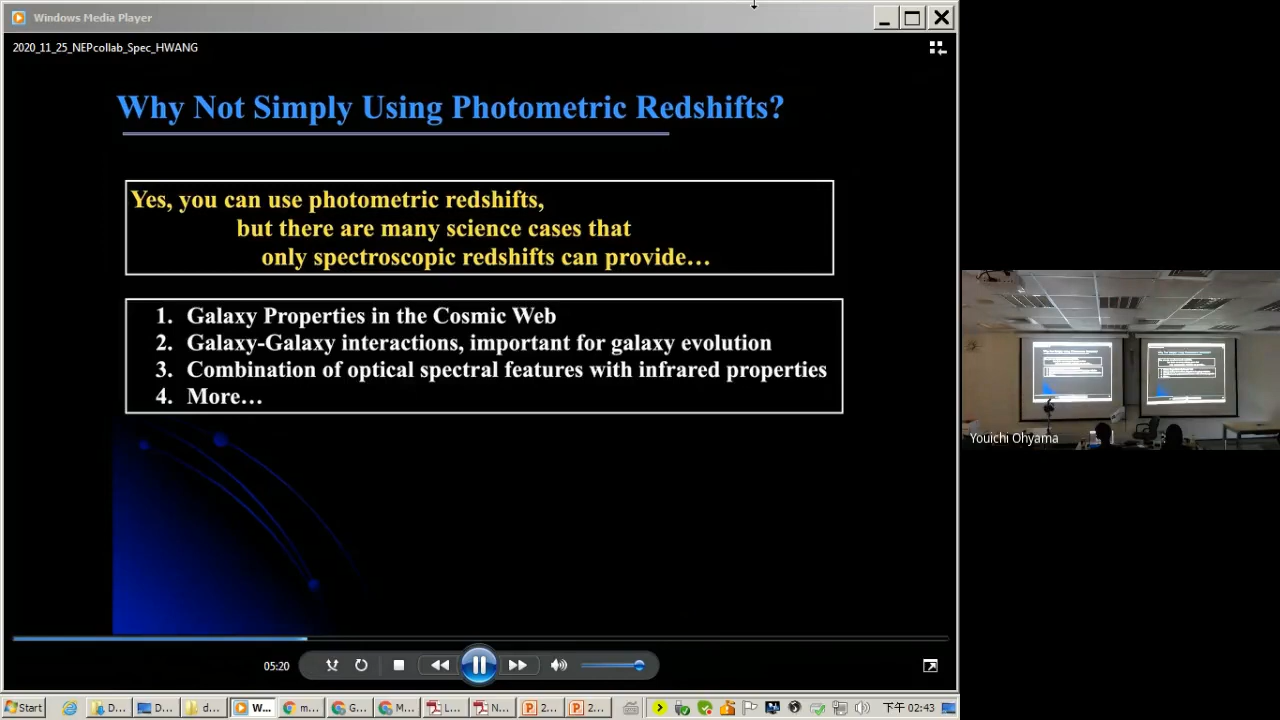 Windows Media Player
2020_11_25_NEPcollab_Spec_HWANG
Why Not Simply Using Photometric Redshifts?
Yes, you can use photometric redshifts,
but there are many science cases that
only spectroscopic redshifts can provide…
1. Galaxy Properties in the Cosmic Web
2. Galaxy-Galaxy interactions, important for galaxy evolution
3. Combination of optical spectral features with infrared properties
4. More…
Youichi Ohyama
05:20
Start
D...
D...
d...
W...
m...
G...
M...
L...
N...
2...
2...
下午 02:43